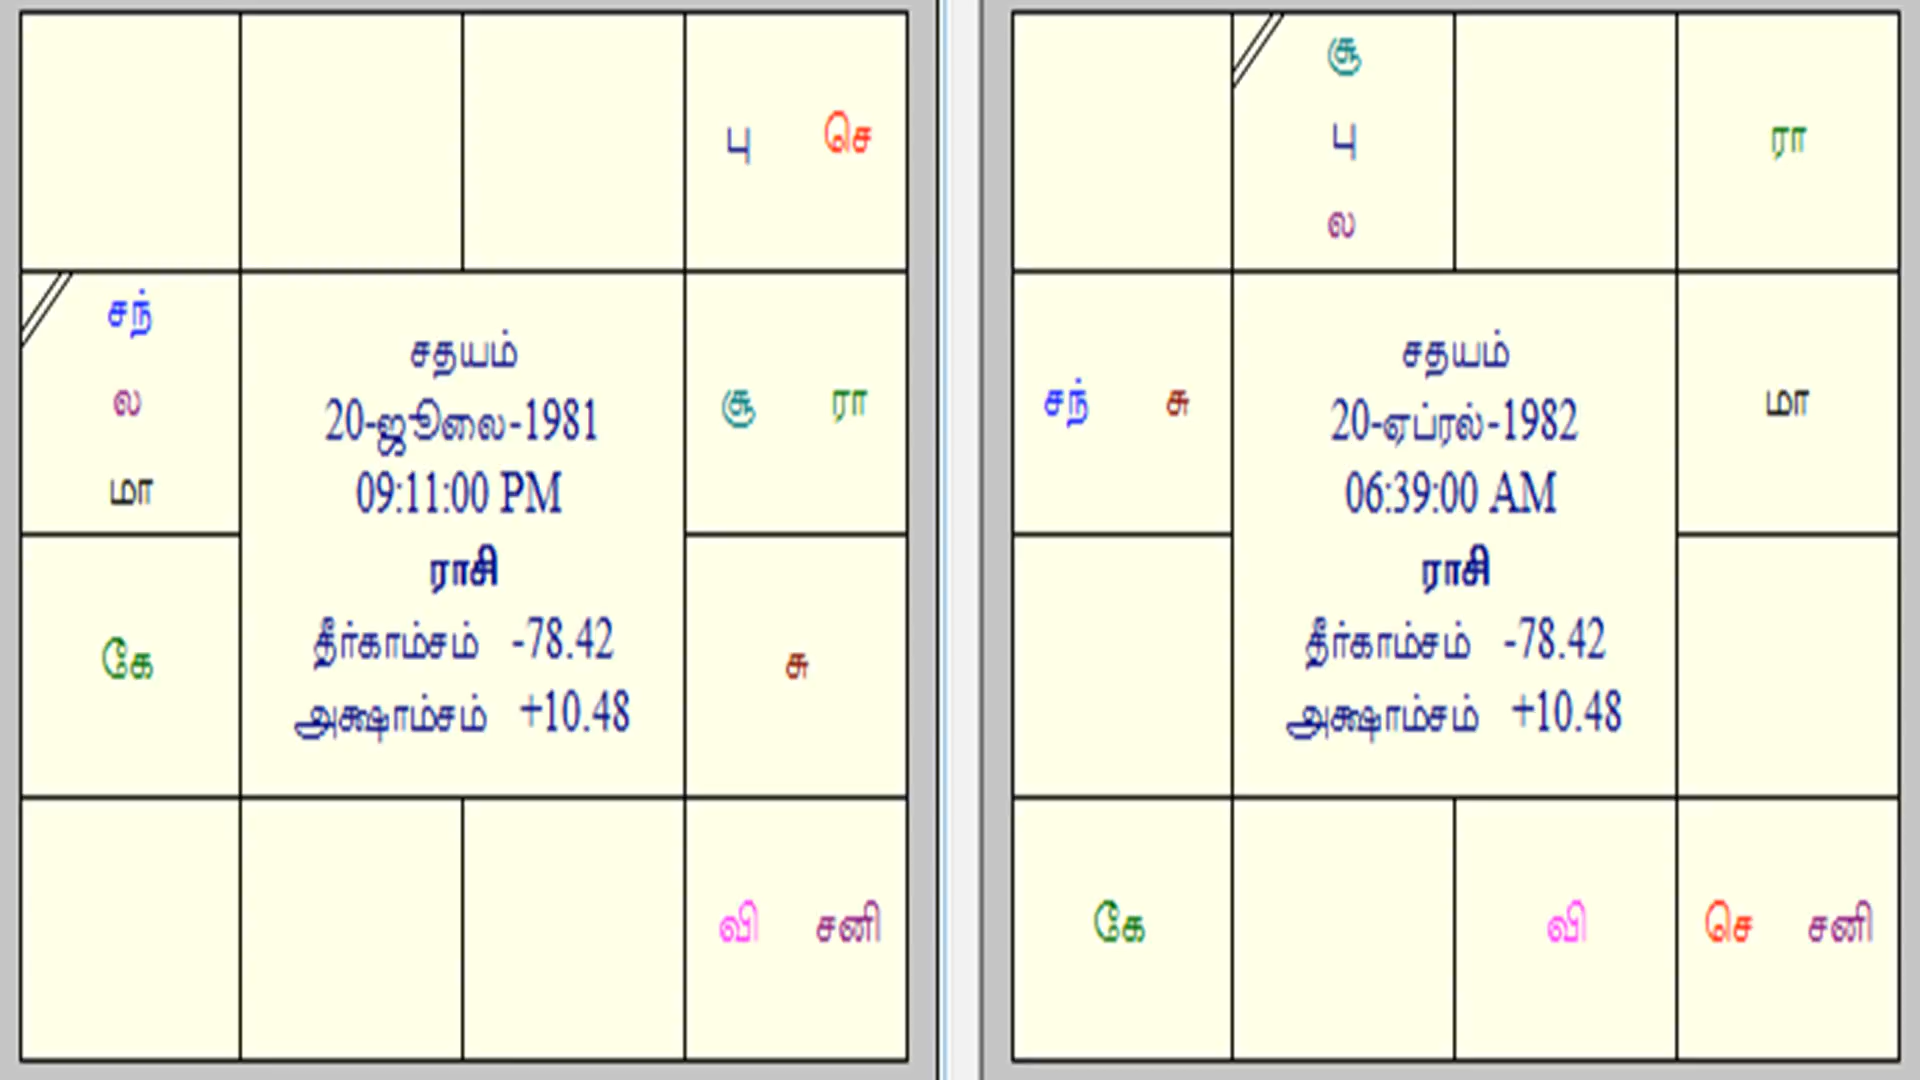 பு செ
சந்
ல
மா
சதயம்
20-ஜூலை-1981
09:11:00 PM
ராசி
தீர்காம்சம் -78.42
அக்ஷாம்சம் +10.48
சூ ரா
கே
சு
வி சனி
சூ
பு
ல
ரா
சந் சு
சதயம்
20-ஏப்ரல்-1982
06:39:00 AM
ராசி
தீர்காம்சம் -78.42
அக்ஷாம்சம் +10.48
மா
கே
வி
செ சனி